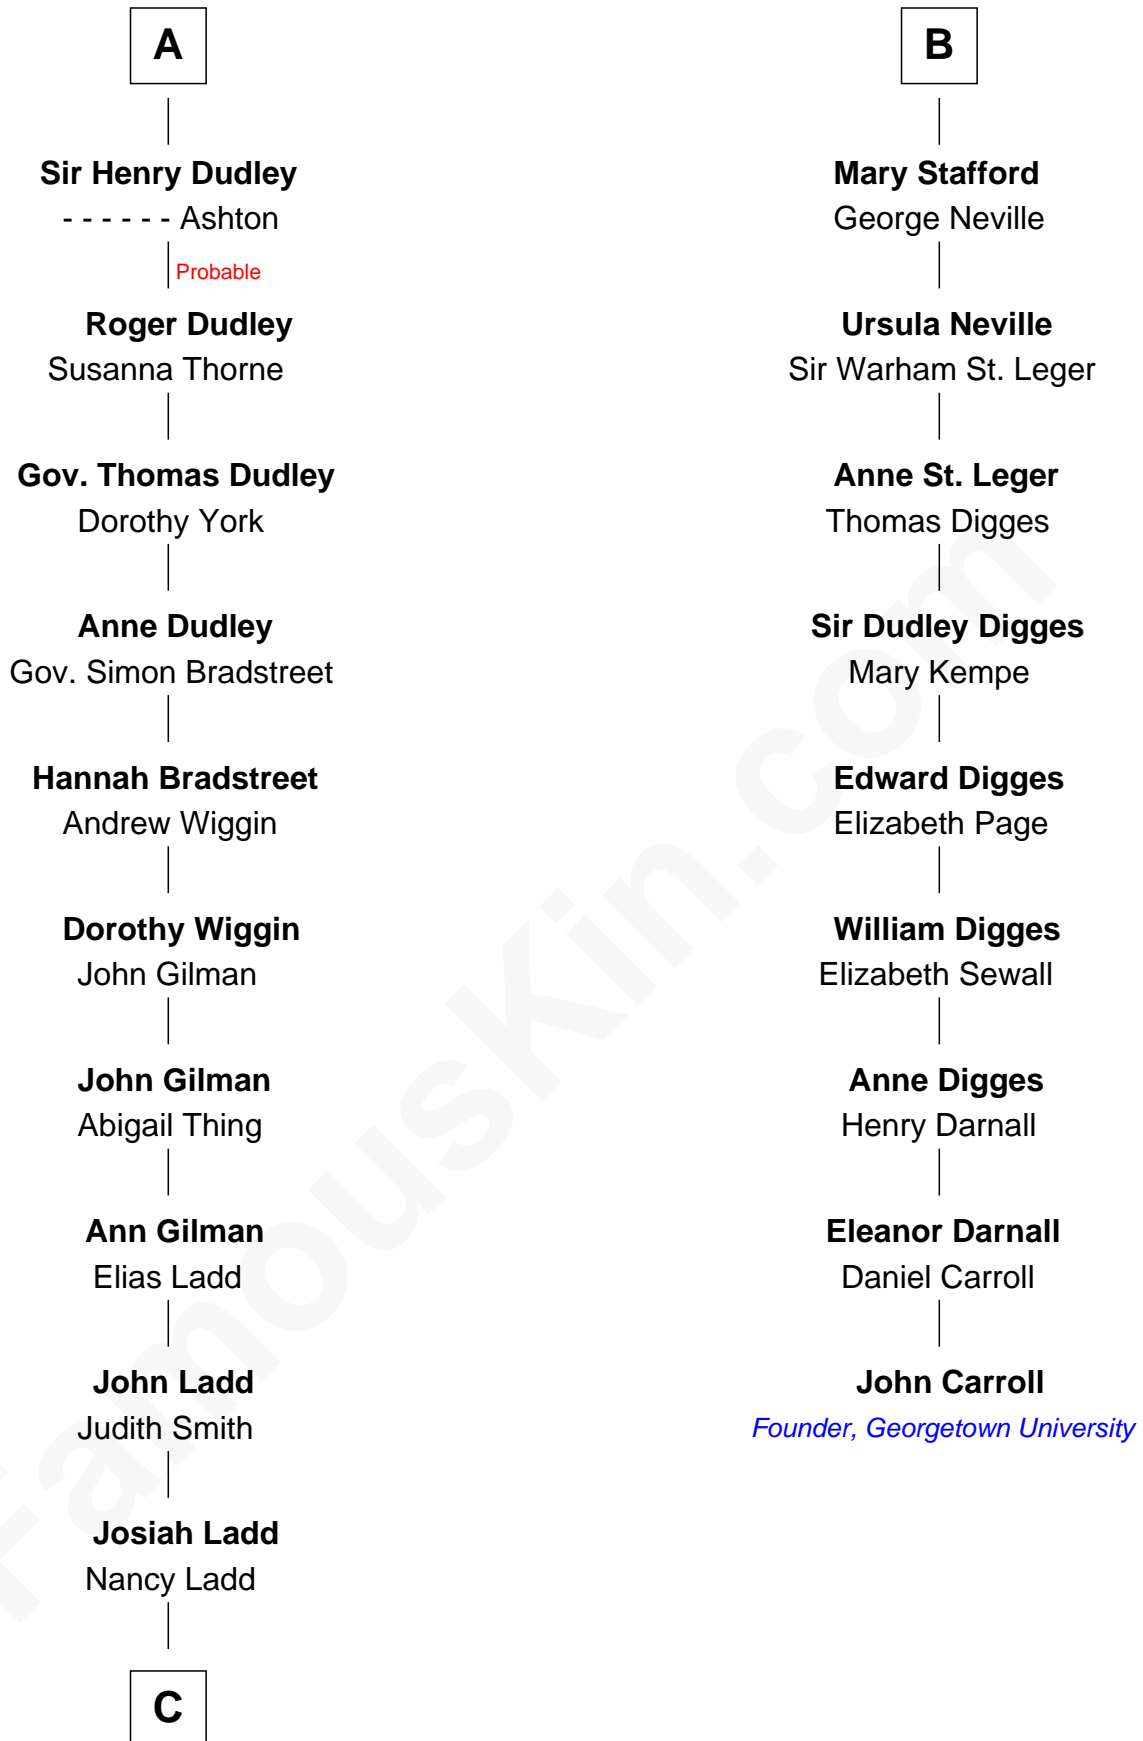 A
Sir Henry Dudley
- - - - - - Ashton
Probable
Roger Dudley
Susanna Thorne
Gov. Thomas Dudley
Dorothy York
Anne Dudley
Gov. Simon Bradstreet
Hannah Bradstreet
Andrew Wiggin
Dorothy Wiggin
John Gilman
John Gilman
Abigail Thing
Ann Gilman
Elias Ladd
John Ladd
Judith Smith
Josiah Ladd
Nancy Ladd
C
B
Mary Stafford
George Neville
Ursula Neville
Sir Warham St. Leger
Anne St. Leger
Thomas Digges
Sir Dudley Digges
Mary Kempe
Edward Digges
Elizabeth Page
William Digges
Elizabeth Sewall
Anne Digges
Henry Darnall
Eleanor Darnall
Daniel Carroll
John Carroll
Founder, Georgetown University
FamousKin.com